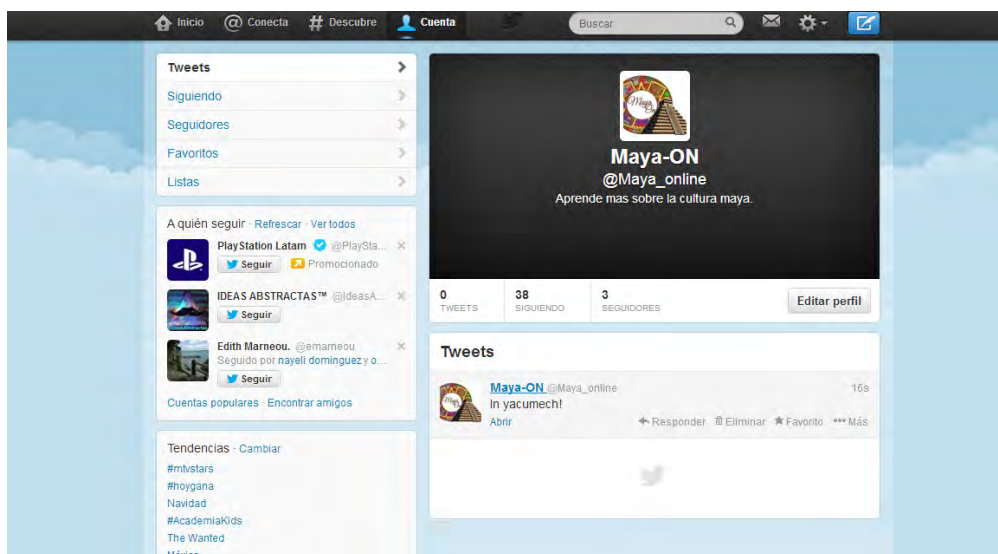 Inicio Conecta Descubre Cuenta
Buscar
Tweets
Siguiendo
Seguidores
Favoritos
Listas
A quién seguir · Refrescar · Ver todos
PlayStation Latam @PlaySta...
Seguir Promocionado
IDEAS ABSTRACTAS™ @IdeasA...
Seguir
Edith Marneou. @emarneou
Seguido por nayeli dominguez y o...
Seguir
Cuentas populares · Encontrar amigos
Tendencias · Cambiar
#mtvstars
#hoygana
Navidad
#AcademiaKids
The Wanted
Maya-ON
@Maya_online
Aprende mas sobre la cultura maya.
0 TWEETS
38 SIGUIENDO
3 SEGUIDORES
Editar perfil
Tweets
Maya-ON @Maya_online 16s
In yacumech!
Abrir Responder Eliminar Favorito Más